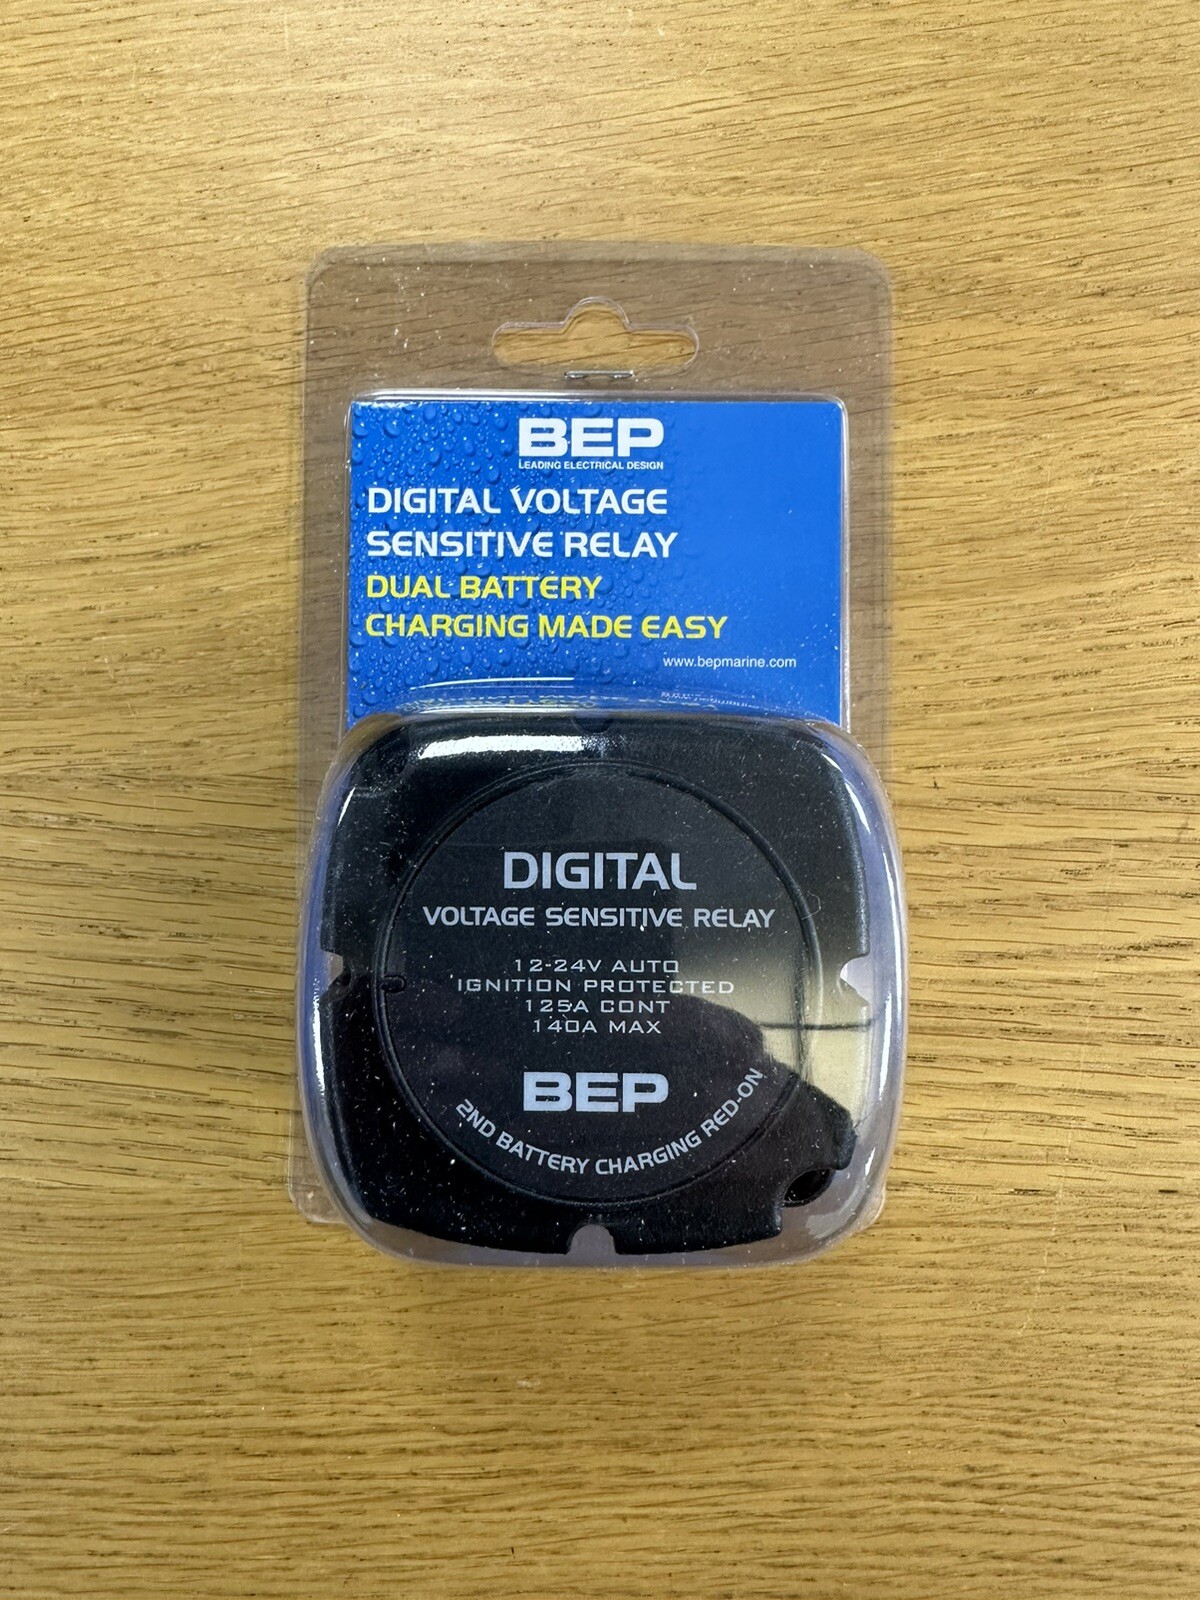 BEP
LEADING ELECTRICAL DESIGN
DIGITAL VOLTAGE
SENSITIVE RELAY
DUAL BATTERY
CHARGING MADE EASY
www.bepmarine.com
DIGITAL
VOLTAGE SENSITIVE RELAY
12-24V AUTO
IGNITION PROTECTED
125A CONT
140A MAX
BEP
2ND BATTERY CHARGING RED-ON